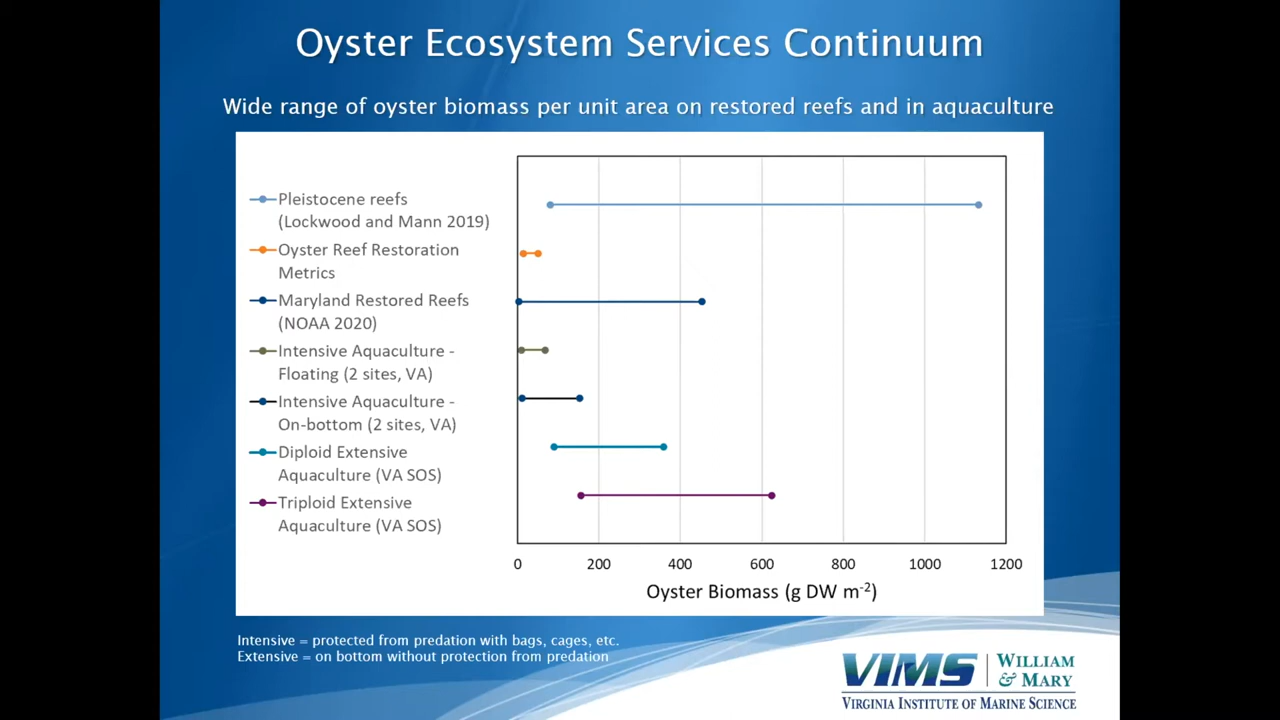 Oyster Ecosystem Services Continuum
Wide range of oyster biomass per unit area on restored reefs and in aquaculture
Pleistocene reefs
(Lockwood and Mann 2019)
Oyster Reef Restoration
Metrics
Maryland Restored Reefs
(NOAA 2020)
Intensive Aquaculture -
Floating (2 sites, VA)
Intensive Aquaculture -
On-bottom (2 sites, VA)
Diploid Extensive
Aquaculture (VA SOS)
Triploid Extensive
Aquaculture (VA SOS)
0 200 400 600 800 1000 1200
Oyster Biomass (g DW m⁻²)
Intensive = protected from predation with bags, cages, etc.
Extensive = on bottom without protection from predation
VIMS
WILLIAM
& MARY
VIRGINIA INSTITUTE OF MARINE SCIENCE